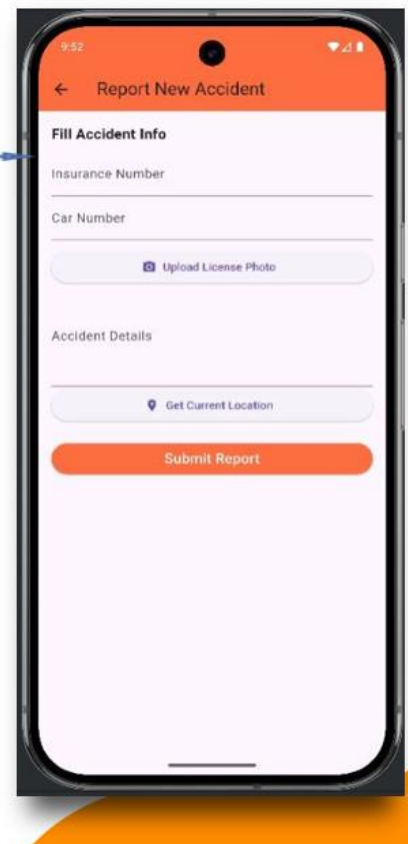 9:52
Report New Accident
Fill Accident Info
Insurance Number
Car Number
Upload License Photo
Accident Details
Get Current Location
Submit Report